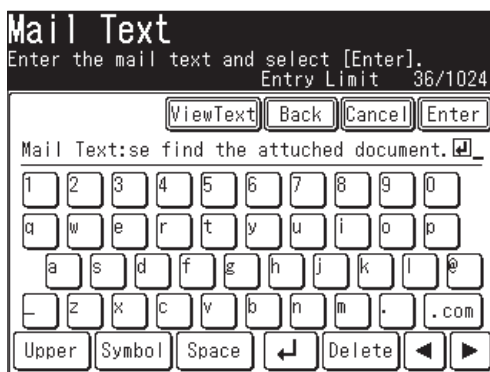 Mail Text
Enter the mail text and select [Enter].
Entry Limit 36/1024
ViewText Back Cancel Enter
Mail Text:se find the attuched document.↵_
1 2 3 4 5 6 7 8 9 0
q w e r t y u i o p
a s d f g h j k l @
_ z x c v b n m . .com
Upper Symbol Space ↵ Delete ◀ ▶